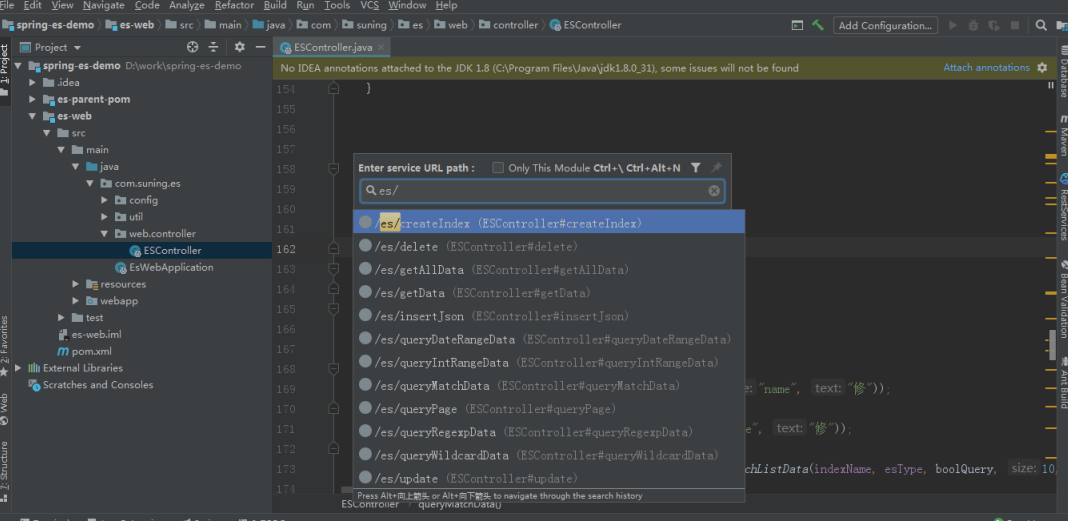 File Edit View Navigate Code Analyze Refactor Build Run Tools VCS Window Help
spring-es-demo es-web src main java com suning es web controller ESController Add Configuration...
Project ESController.java
1: Project
spring-es-demo D:\work\spring-es-demo
.idea
es-parent-pom
es-web
src
main
java
com.suning.es
config
util
web.controller
ESController
EsWebApplication
resources
webapp
test
es-web.iml
pom.xml
External Libraries
Scratches and Consoles
2: Favorites
Web
7: Structure
No IDEA annotations attached to the JDK 1.8 (C:\Program Files\Java\jdk1.8.0_31), some issues will not be found Attach annotations
154 }
155
156
157
158
159
160
161
162
163
164
165
166
167
168
169 "name", text: "修"));
170
171 e", text: "修"));
172
173 chListData(indexName, esType, boolQuery, size: 10,
174
Enter service URL path : Only This Module Ctrl+\ Ctrl+Alt+N
es/
/es/createIndex (ESController#createIndex)
/es/delete (ESController#delete)
/es/getAllData (ESController#getAllData)
/es/getData (ESController#getData)
/es/insertJson (ESController#insertJson)
/es/queryDateRangeData (ESController#queryDateRangeData)
/es/queryIntRangeData (ESController#queryIntRangeData)
/es/queryMatchData (ESController#queryMatchData)
/es/queryPage (ESController#queryPage)
/es/queryRegexpData (ESController#queryRegexpData)
/es/queryWildcardData (ESController#queryWildcardData)
/es/update (ESController#update)
Press Alt+向上箭头 or Alt+向下箭头 to navigate through the search history
ESController queryMatchData()
Database
Maven
RestServices
Bean Validation
Ant Build